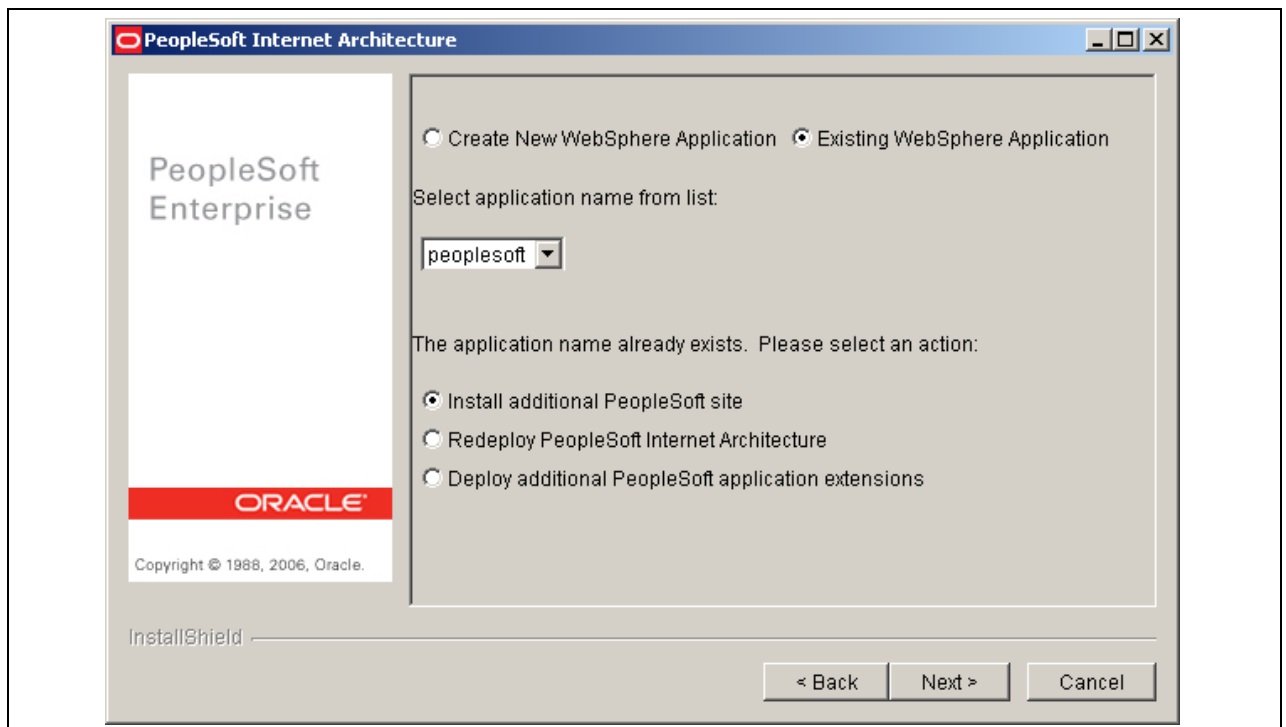 PeopleSoft Internet Architecture
PeopleSoft
Enterprise
ORACLE
Copyright © 1988, 2006, Oracle.
Create New WebSphere Application Existing WebSphere Application
Select application name from list:
peoplesoft
The application name already exists. Please select an action:
Install additional PeopleSoft site
Redeploy PeopleSoft Internet Architecture
Deploy additional PeopleSoft application extensions
InstallShield
< Back Next > Cancel